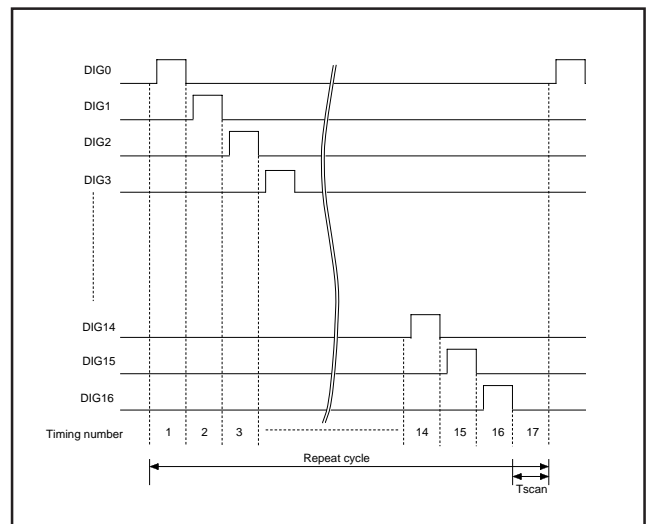 DIG0
DIG1
DIG2
DIG3
DIG14
DIG15
DIG16
Timing number 1 2 3 14 15 16 17
Repeat cycle
Tscan